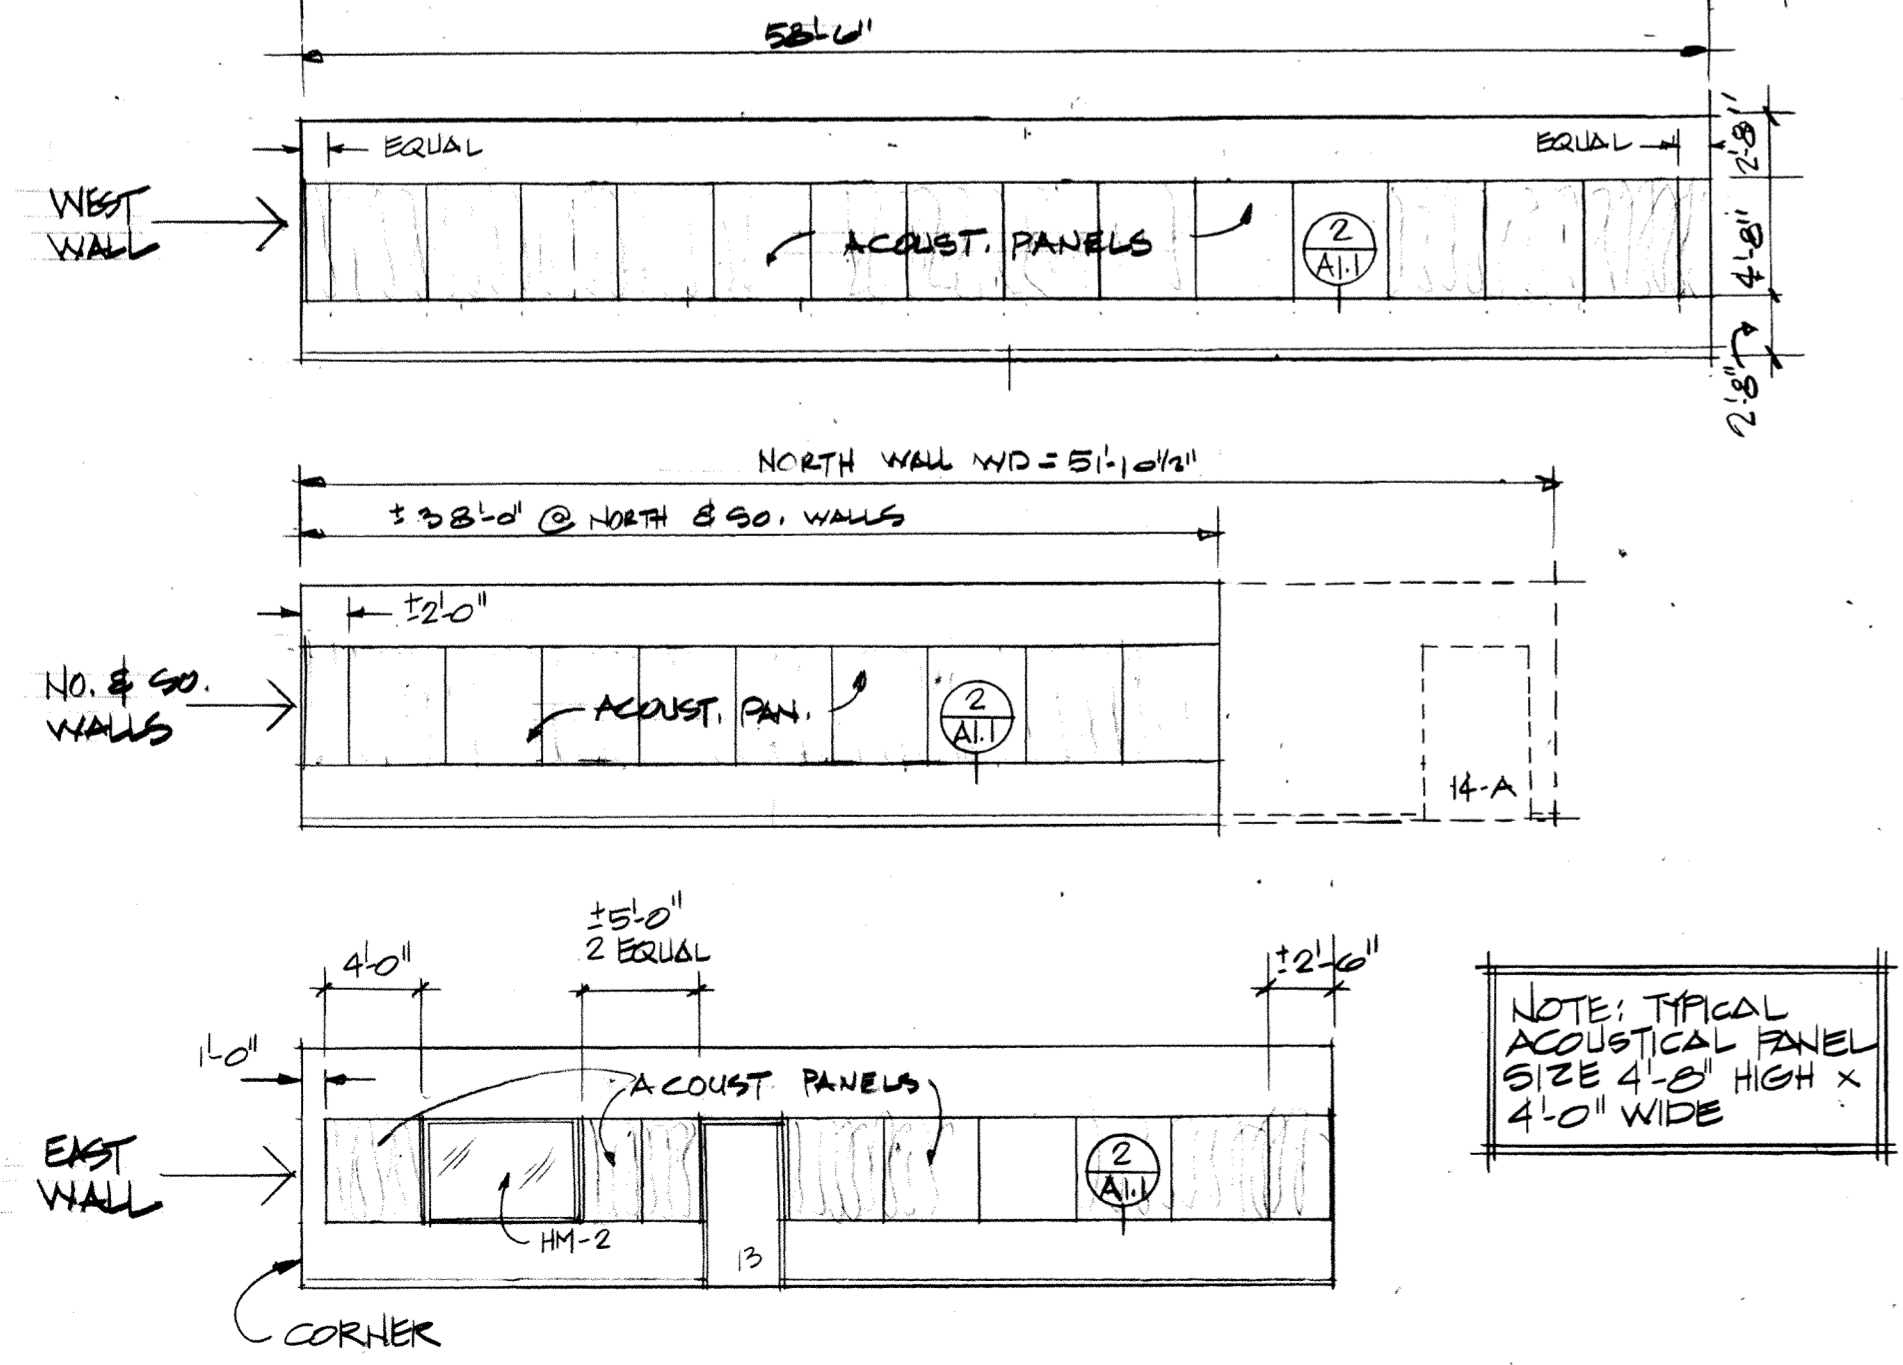 58'-6"
EQUAL
EQUAL
2'-8"
WEST
WALL
ACOUST. PANELS
2
A1.1
4'-8"
2'-8"
NORTH WALL WD = 51'-10 1/2"
±38'-0" @ NORTH & SO. WALLS
±2'-0"
NO. & SO.
WALLS
ACOUST. PAN.
2
A1.1
14-A
±5'-0"
2 EQUAL
4'-0"
±2'-6"
1'-0"
ACOUST PANELS
NOTE: TYPICAL
ACOUSTICAL PANEL
SIZE 4'-8" HIGH x
4'-0" WIDE
EAST
WALL
2
A1.1
HM-2
13
CORNER